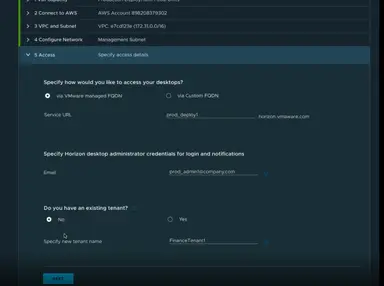 2 Connect to AWS AWS Account 898208379302
3 VPC and Subnet VPC e7cd123e (172.31.0.0/16)
4 Configure Network Management Subnet
5 Access Specify access details
Specify how would you like to access your desktops?
via VMware managed FQDN via Custom FQDN
Service URL prod_deploy1 .horizon.vmware.com
Specify Horizon desktop administrator credentials for login and notifications
Email prod_admin@company.com
Do you have an existing tenant?
No Yes
Specify new tenant name FinanceTenant1
NEXT